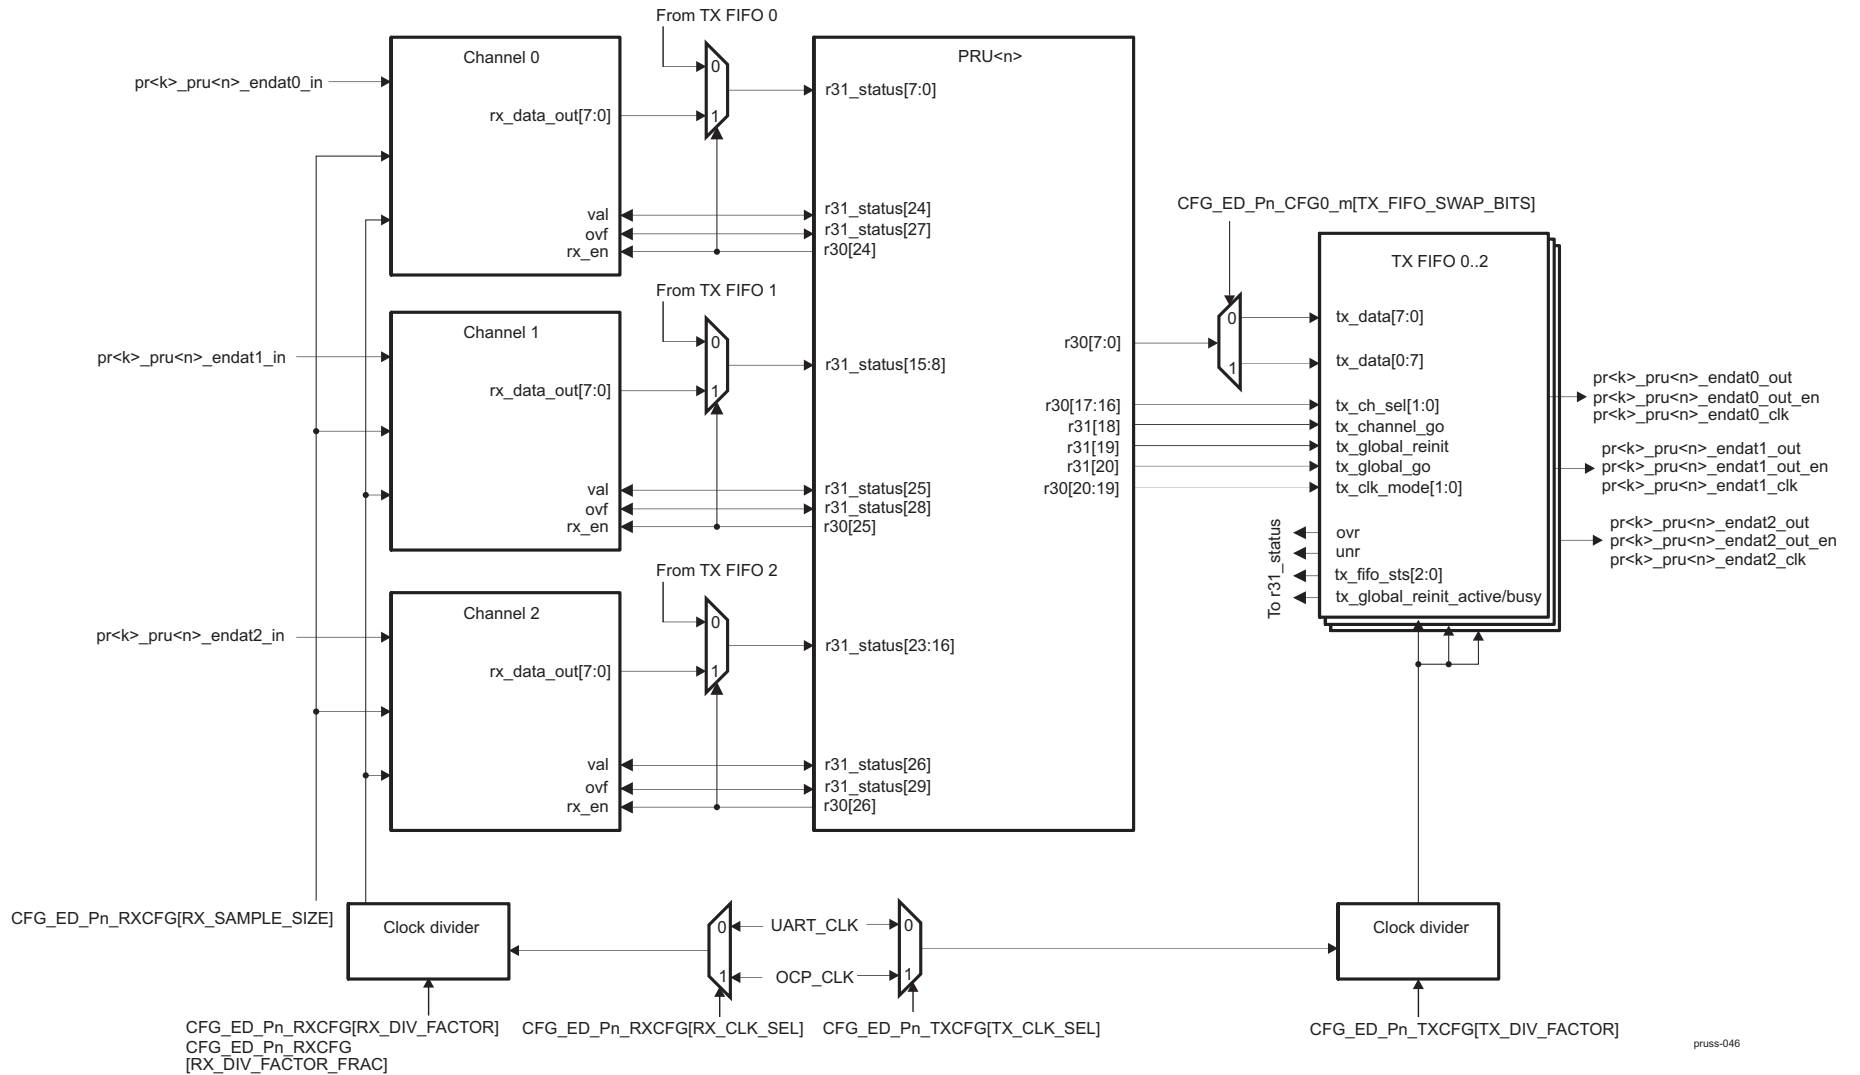 From TX FIFO 0
Channel 0
PRU<n>
pr<k>_pru<n>_endat0_in
0
r31_status[7:0]
rx_data_out[7:0]
1
val
r31_status[24]
ovf
r31_status[27]
rx_en
r30[24]
CFG_ED_Pn_CFG0_m[TX_FIFO_SWAP_BITS]
TX FIFO 0..2
From TX FIFO 1
Channel 1
pr<k>_pru<n>_endat1_in
0
r31_status[15:8]
rx_data_out[7:0]
1
val
r31_status[25]
ovf
r31_status[28]
rx_en
r30[25]
r30[7:0]
0
1
tx_data[7:0]
tx_data[0:7]
r30[17:16]
tx_ch_sel[1:0]
r31[18]
tx_channel_go
r31[19]
tx_global_reinit
r31[20]
tx_global_go
r30[20:19]
tx_clk_mode[1:0]
To r31_status
ovr
unr
tx_fifo_sts[2:0]
tx_global_reinit_active/busy
pr<k>_pru<n>_endat0_out
pr<k>_pru<n>_endat0_out_en
pr<k>_pru<n>_endat0_clk
pr<k>_pru<n>_endat1_out
pr<k>_pru<n>_endat1_out_en
pr<k>_pru<n>_endat1_clk
pr<k>_pru<n>_endat2_out
pr<k>_pru<n>_endat2_out_en
pr<k>_pru<n>_endat2_clk
From TX FIFO 2
Channel 2
pr<k>_pru<n>_endat2_in
0
r31_status[23:16]
rx_data_out[7:0]
1
val
r31_status[26]
ovf
r31_status[29]
rx_en
r30[26]
CFG_ED_Pn_RXCFG[RX_SAMPLE_SIZE]
Clock divider
0
1
UART_CLK
OCP_CLK
0
1
Clock divider
CFG_ED_Pn_RXCFG[RX_DIV_FACTOR]
CFG_ED_Pn_RXCFG
[RX_DIV_FACTOR_FRAC]
CFG_ED_Pn_RXCFG[RX_CLK_SEL]
CFG_ED_Pn_TXCFG[TX_CLK_SEL]
CFG_ED_Pn_TXCFG[TX_DIV_FACTOR]
pruss-046